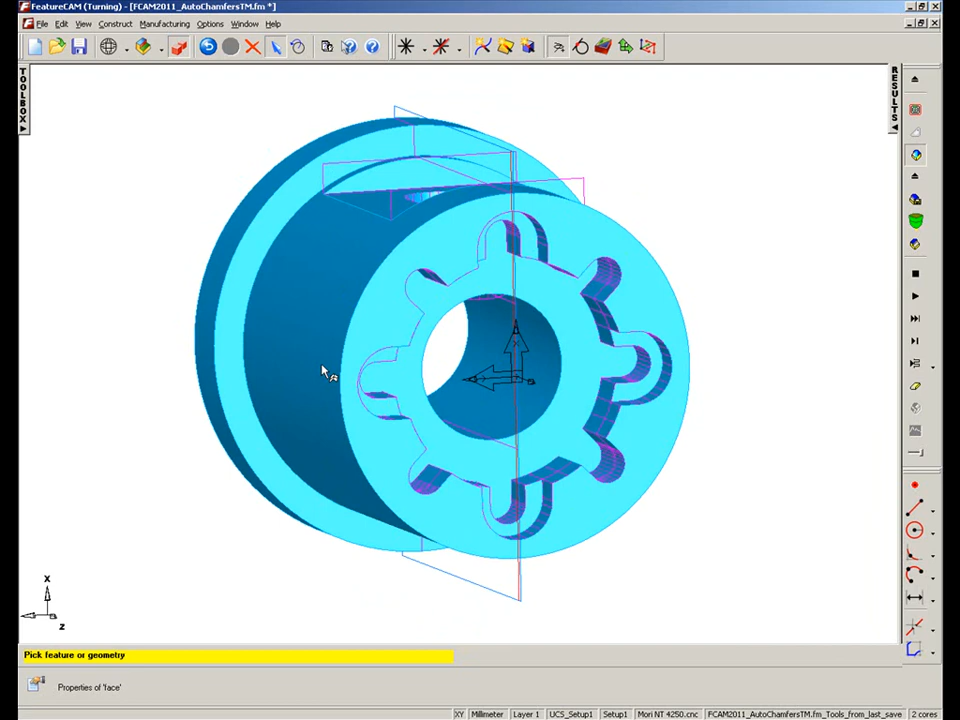 FeatureCAM (Turning) - [FCAM2011_AutoChamfersTM.fm *]
File Edit View Construct Manufacturing Options Window Help
TOOLBOX
RESULTS
X
X
Z
Pick feature or geometry
Properties of 'face'
XY Millimeter Layer 1 UCS_Setup1 Setup1 Mori NT 4250.cnc FCAM2011_AutoChamfersTM.fm_Tools_from_last_save 2 cores